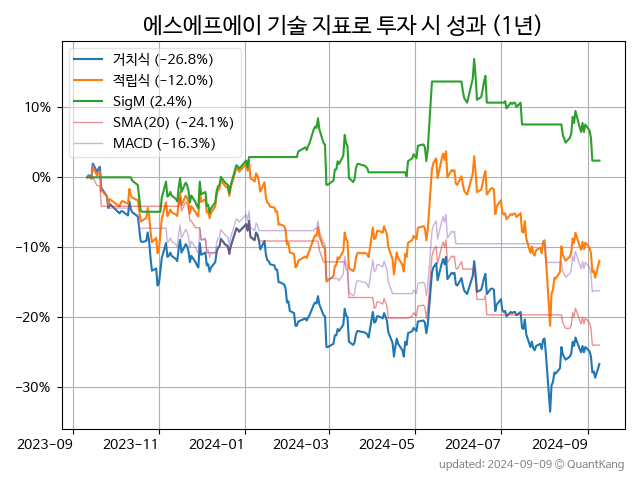 에스에프에이 기술 지표로 투자 시 성과 (1년)
거치식 (−26.8%)
적립식 (−12.0%)
SigM (2.4%)
SMA(20) (−24.1%)
MACD (−16.3%)
10%
0%
−10%
−20%
−30%
2023-09 2023-11 2024-01 2024-03 2024-05 2024-07 2024-09
updated: 2024-09-09 © QuantKang